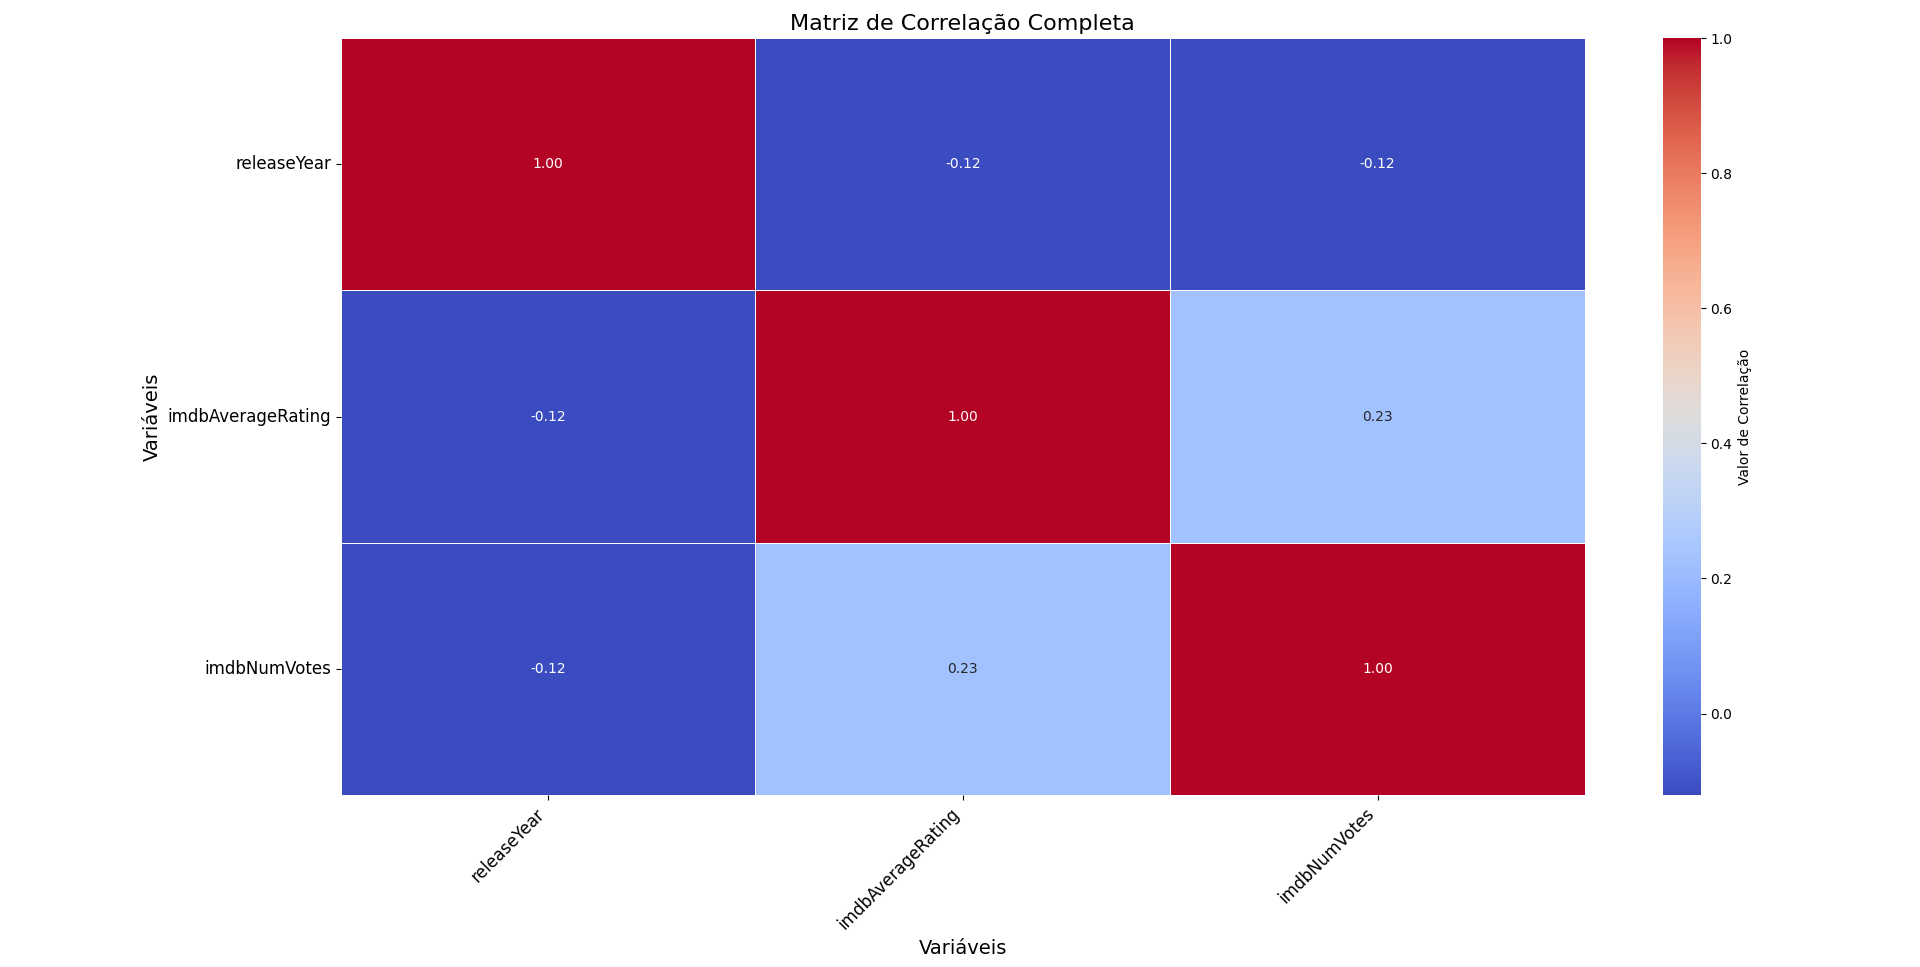 Matriz de Correlação Completa
releaseYear
1.00
-0.12
-0.12
imdbAverageRating
-0.12
1.00
0.23
imdbNumVotes
-0.12
0.23
1.00
Variáveis
releaseYear
imdbAverageRating
imdbNumVotes
Variáveis
1.0
0.8
0.6
0.4
0.2
0.0
Valor de Correlação